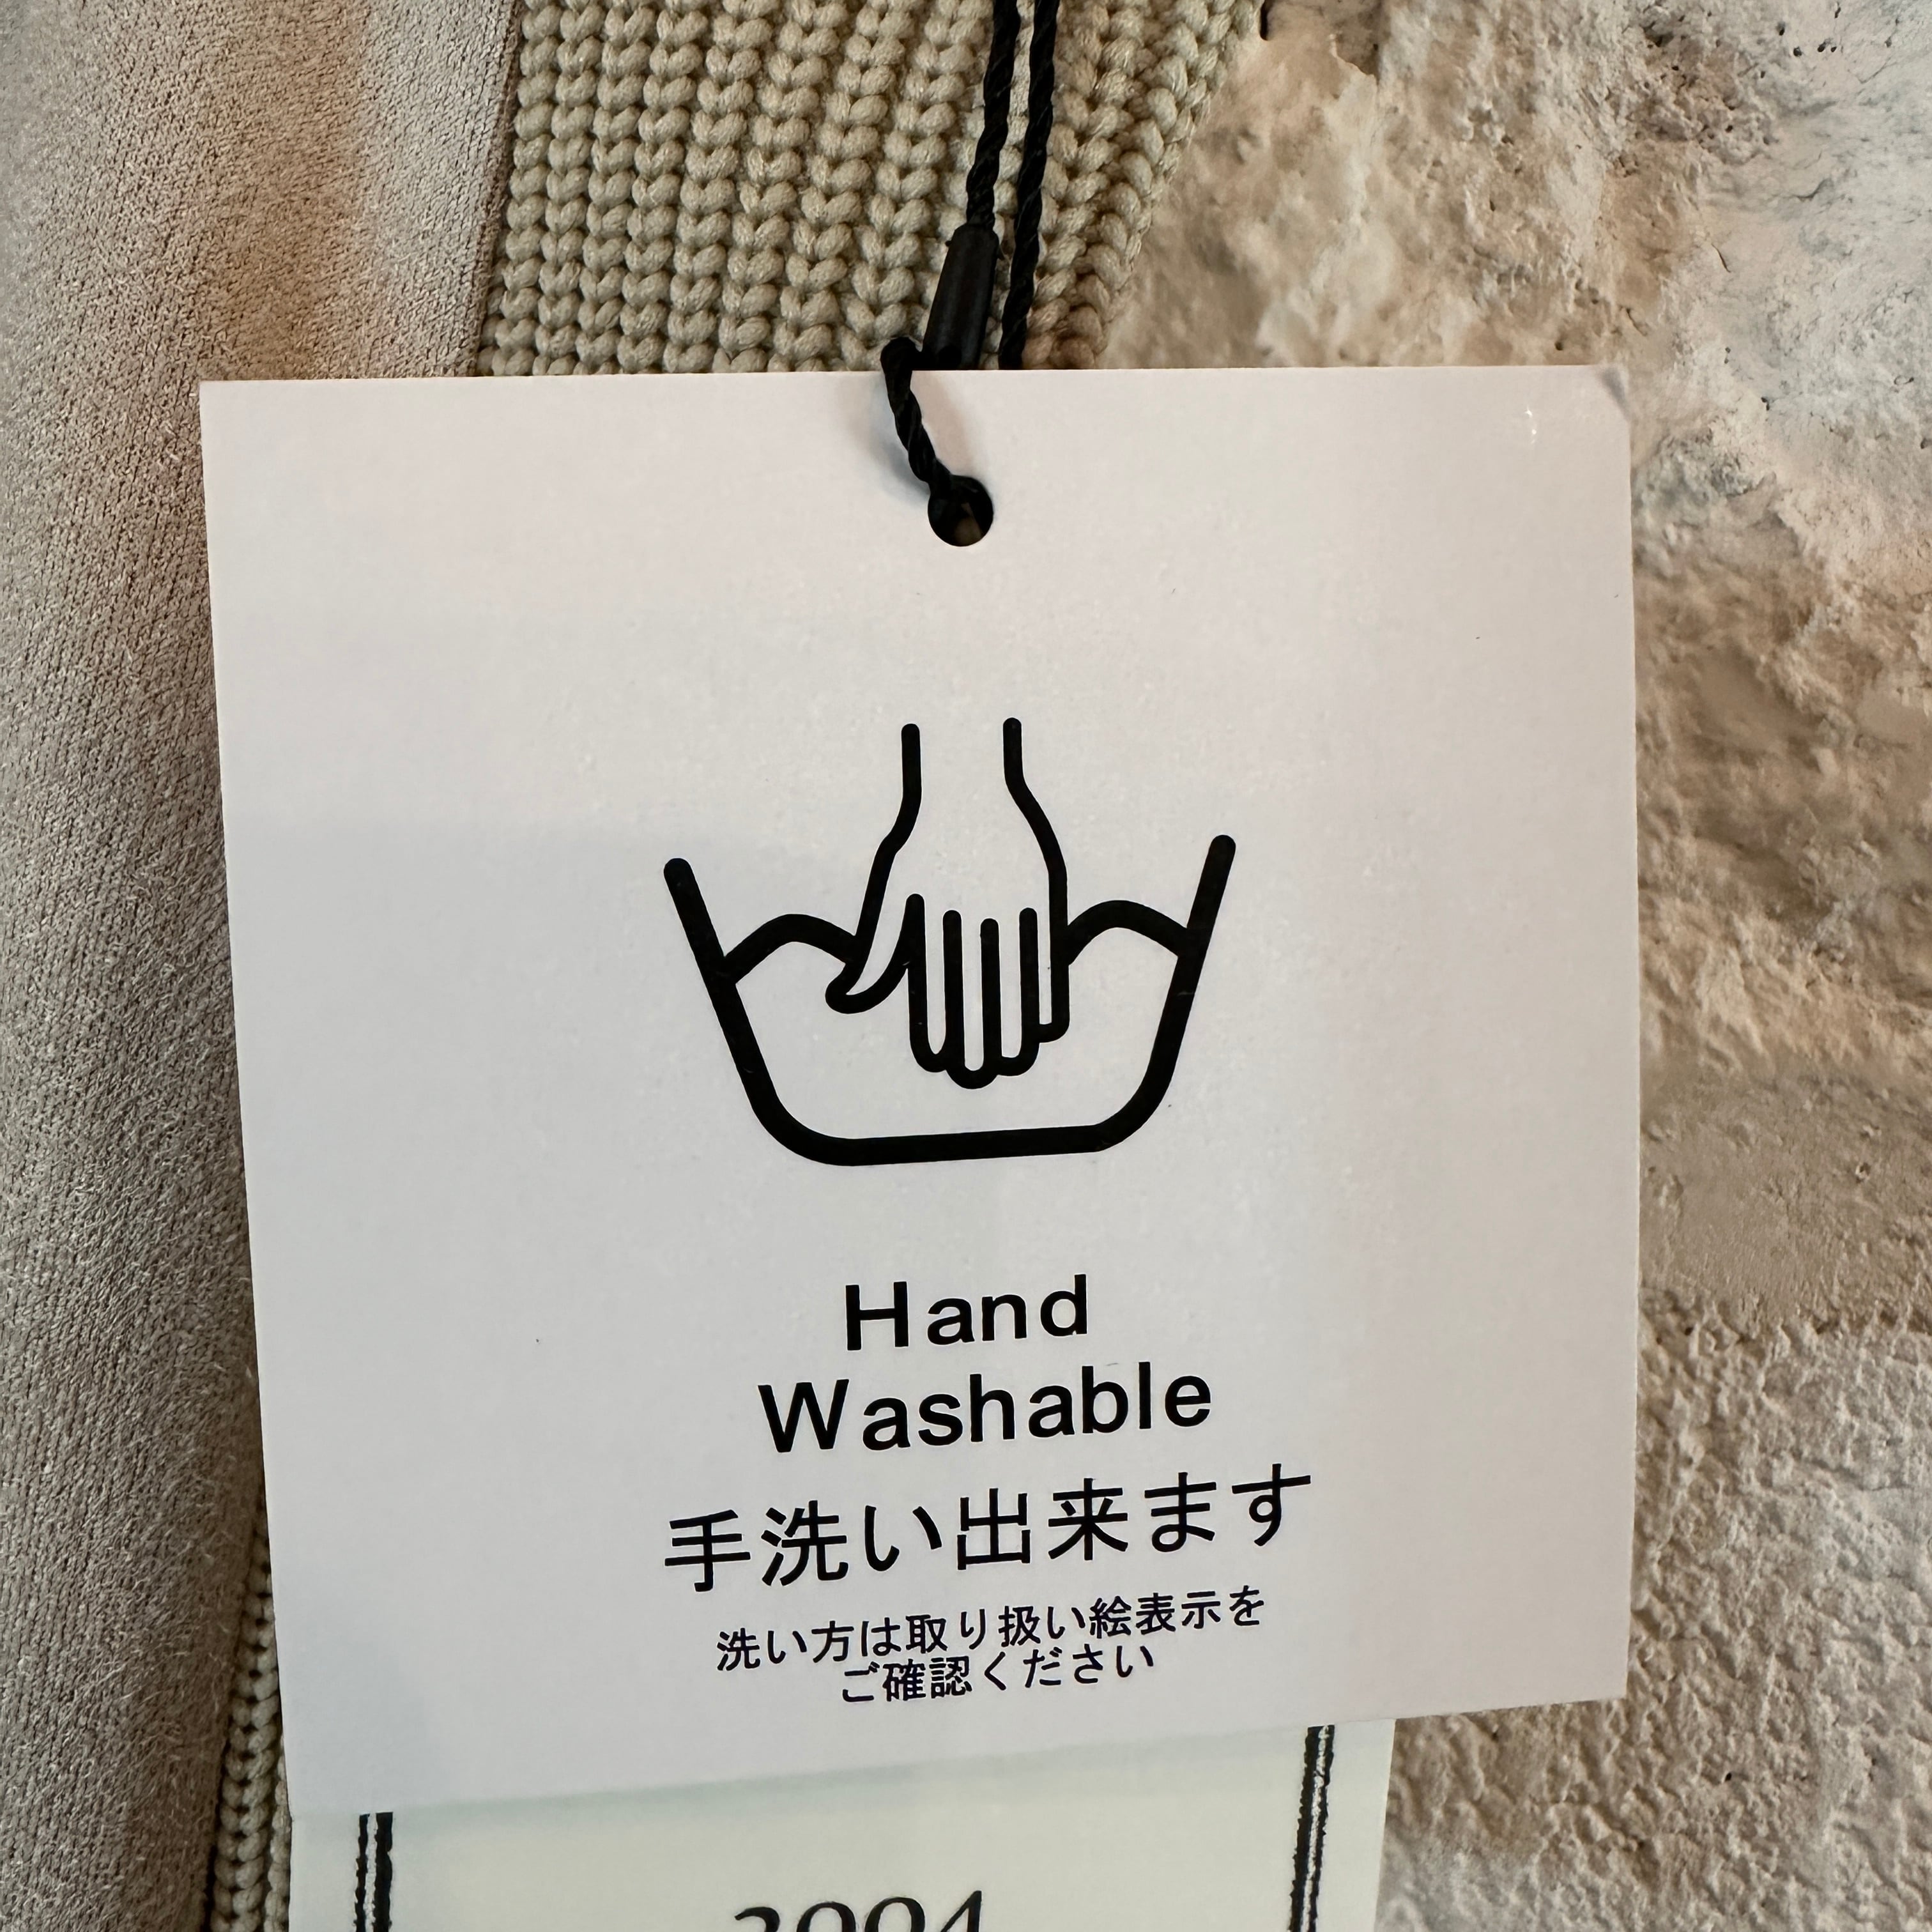 Hand
Washable
手洗い出来ます
洗い方は取り扱い絵表示を
ご確認ください